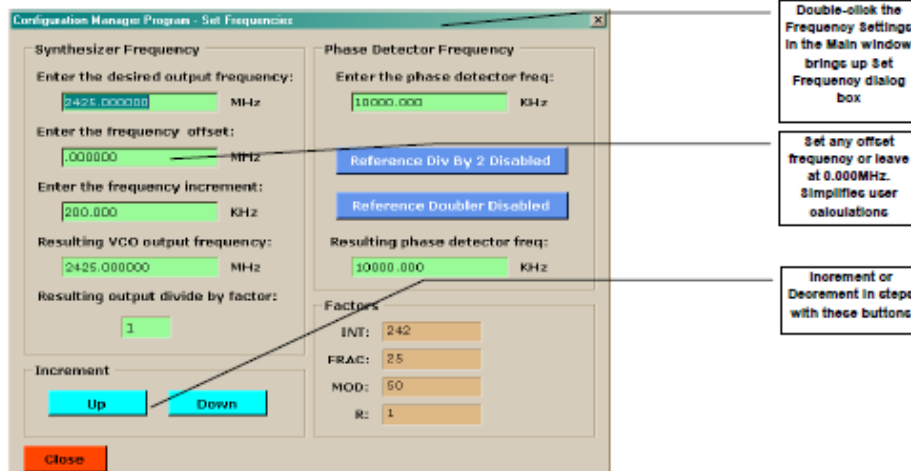 Configuration Manager Program - Set Frequencies
Synthesizer Frequency
Enter the desired output frequency:
2425.000000 MHz
Enter the frequency offset:
.000000 MHz
Enter the frequency increment:
200.000 KHz
Resulting VCO output frequency:
2425.000000 MHz
Resulting output divide by factor:
1
Increment
Up Down
Close
Phase Detector Frequency
Enter the phase detector freq:
10000.000 KHz
Reference Div By 2 Disabled
Reference Doubler Disabled
Resulting phase detector freq:
10000.000 KHz
Factors
INT: 242
FRAC: 25
MOD: 50
R: 1
Double-click the
Frequency Settings
in the Main window
brings up Set
Frequency dialog
box
Set any offset
frequency or leave
at 0.000MHz.
Simplifies user
calculations
Increment or
Decrement in steps
with these buttons